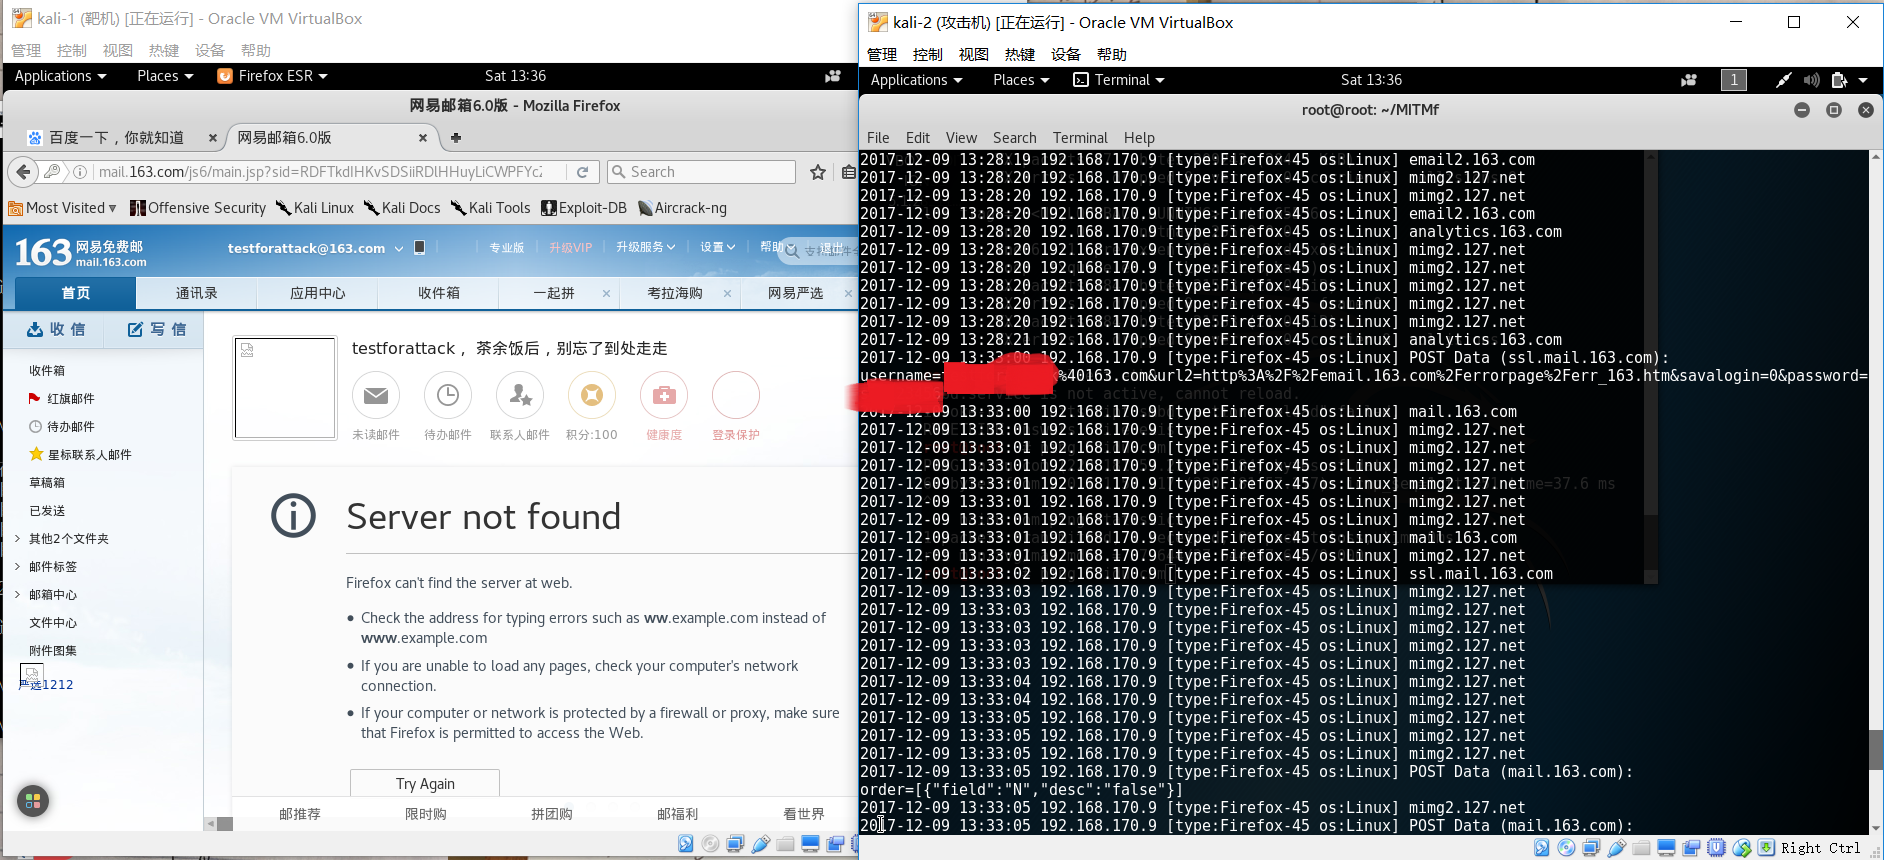 kali-1 (靶机) [正在运行] - Oracle VM VirtualBox
管理 控制 视图 热键 设备 帮助
Applications Places Firefox ESR Sat 13:36
网易邮箱6.0版 - Mozilla Firefox
百度一下，你就知道 网易邮箱6.0版
mail.163.com/js6/main.jsp?sid=RDFTkdIHKvSDSiiRDlHHuyLiCWPFYcZ Search
Most Visited Offensive Security Kali Linux Kali Docs Kali Tools Exploit-DB Aircrack-ng
163 网易免费邮
mail.163.com
testforattack@163.com 专业版 升级VIP 升级服务 设置 帮助 退出
首页 通讯录 应用中心 收件箱 一起拼 考拉海购 网易严选
收 信 写 信
收件箱
红旗邮件
待办邮件
星标联系人邮件
草稿箱
已发送
其他2个文件夹
邮件标签
邮箱中心
文件中心
附件图集
严选1212
testforattack， 茶余饭后，别忘了到处走走
未读邮件 待办邮件 联系人邮件 积分:100 健康度 登录保护
Server not found
Firefox can't find the server at web.
Check the address for typing errors such as ww.example.com instead of
www.example.com
If you are unable to load any pages, check your computer's network
connection.
If your computer or network is protected by a firewall or proxy, make sure
that Firefox is permitted to access the Web.
Try Again
邮推荐 限时购 拼团购 邮福利 看世界
kali-2 (攻击机) [正在运行] - Oracle VM VirtualBox
管理 控制 视图 热键 设备 帮助
Applications Places Terminal Sat 13:36 1
root@root: ~/MITMf
File Edit View Search Terminal Help
2017-12-09 13:28:19 192.168.170.9 [type:Firefox-45 os:Linux] email2.163.com
2017-12-09 13:28:20 192.168.170.9 [type:Firefox-45 os:Linux] mimg2.127.net
2017-12-09 13:28:20 192.168.170.9 [type:Firefox-45 os:Linux] mimg2.127.net
2017-12-09 13:28:20 192.168.170.9 [type:Firefox-45 os:Linux] email2.163.com
2017-12-09 13:28:20 192.168.170.9 [type:Firefox-45 os:Linux] analytics.163.com
2017-12-09 13:28:20 192.168.170.9 [type:Firefox-45 os:Linux] mimg2.127.net
2017-12-09 13:28:20 192.168.170.9 [type:Firefox-45 os:Linux] mimg2.127.net
2017-12-09 13:28:20 192.168.170.9 [type:Firefox-45 os:Linux] mimg2.127.net
2017-12-09 13:28:20 192.168.170.9 [type:Firefox-45 os:Linux] mimg2.127.net
2017-12-09 13:28:20 192.168.170.9 [type:Firefox-45 os:Linux] mimg2.127.net
2017-12-09 13:28:21 192.168.170.9 [type:Firefox-45 os:Linux] analytics.163.com
2017-12-09 13:33:00 192.168.170.9 [type:Firefox-45 os:Linux] POST Data (ssl.mail.163.com):
username=t %40163.com&url2=http%3A%2F%2Femail.163.com%2Ferrorpage%2Ferr_163.htm&savalogin=0&password=
2017-12-09 13:33:00 192.168.170.9 [type:Firefox-45 os:Linux] mail.163.com
2017-12-09 13:33:01 192.168.170.9 [type:Firefox-45 os:Linux] mimg2.127.net
2017-12-09 13:33:01 192.168.170.9 [type:Firefox-45 os:Linux] mimg2.127.net
2017-12-09 13:33:01 192.168.170.9 [type:Firefox-45 os:Linux] mimg2.127.net
2017-12-09 13:33:01 192.168.170.9 [type:Firefox-45 os:Linux] mimg2.127.net
2017-12-09 13:33:01 192.168.170.9 [type:Firefox-45 os:Linux] mimg2.127.net
2017-12-09 13:33:01 192.168.170.9 [type:Firefox-45 os:Linux] mimg2.127.net
2017-12-09 13:33:01 192.168.170.9 [type:Firefox-45 os:Linux] mail.163.com
2017-12-09 13:33:01 192.168.170.9 [type:Firefox-45 os:Linux] mimg2.127.net
2017-12-09 13:33:02 192.168.170.9 [type:Firefox-45 os:Linux] ssl.mail.163.com
2017-12-09 13:33:03 192.168.170.9 [type:Firefox-45 os:Linux] mimg2.127.net
2017-12-09 13:33:03 192.168.170.9 [type:Firefox-45 os:Linux] mimg2.127.net
2017-12-09 13:33:03 192.168.170.9 [type:Firefox-45 os:Linux] mimg2.127.net
2017-12-09 13:33:03 192.168.170.9 [type:Firefox-45 os:Linux] mimg2.127.net
2017-12-09 13:33:03 192.168.170.9 [type:Firefox-45 os:Linux] mimg2.127.net
2017-12-09 13:33:04 192.168.170.9 [type:Firefox-45 os:Linux] mimg2.127.net
2017-12-09 13:33:04 192.168.170.9 [type:Firefox-45 os:Linux] mimg2.127.net
2017-12-09 13:33:05 192.168.170.9 [type:Firefox-45 os:Linux] mimg2.127.net
2017-12-09 13:33:05 192.168.170.9 [type:Firefox-45 os:Linux] mimg2.127.net
2017-12-09 13:33:05 192.168.170.9 [type:Firefox-45 os:Linux] mimg2.127.net
2017-12-09 13:33:05 192.168.170.9 [type:Firefox-45 os:Linux] POST Data (mail.163.com):
order=[{"field":"N","desc":"false"}]
2017-12-09 13:33:05 192.168.170.9 [type:Firefox-45 os:Linux] mimg2.127.net
2017-12-09 13:33:05 192.168.170.9 [type:Firefox-45 os:Linux] POST Data (mail.163.com):
Right Ctrl